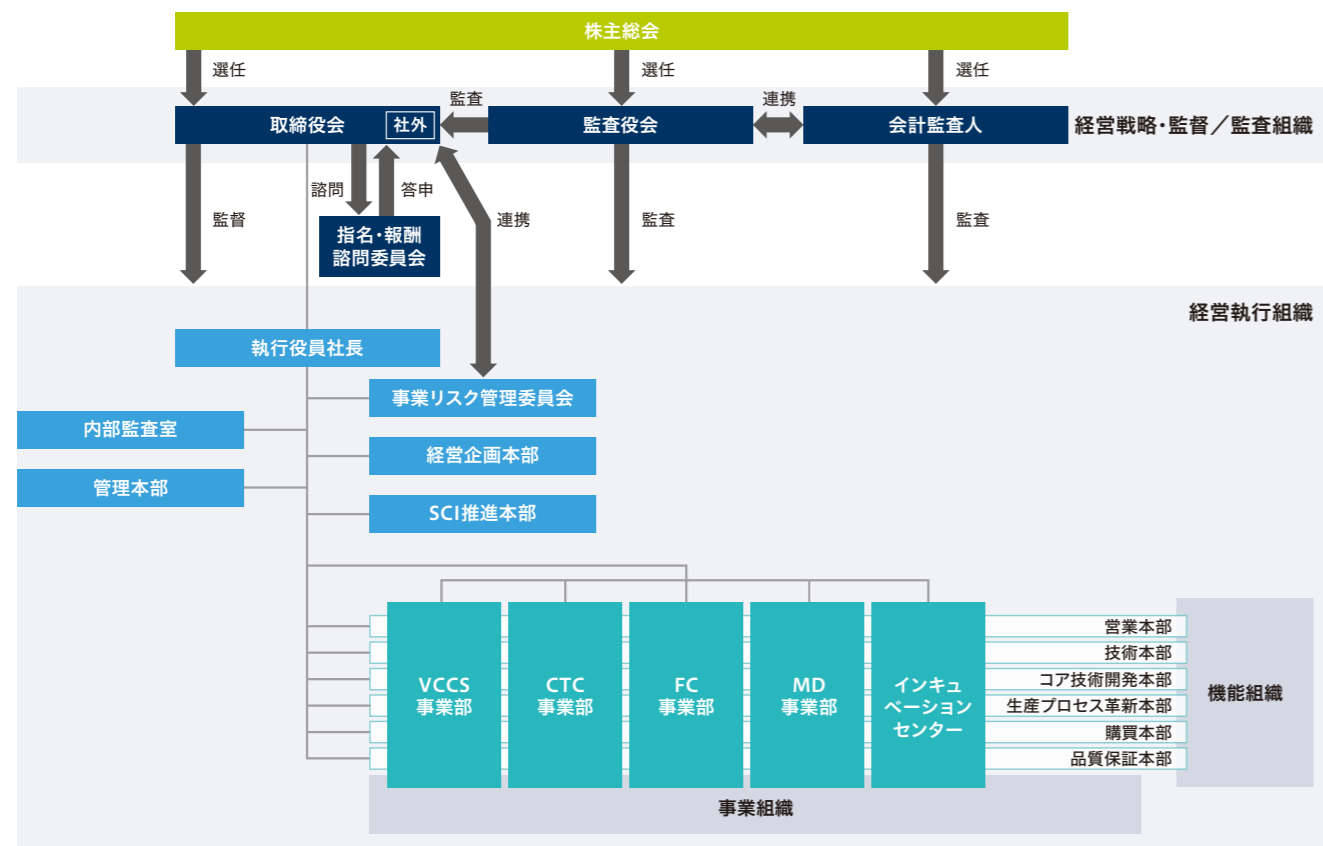 株主総会
選任
選任
選任
監査
連携
取締役会
社外
監査役会
会計監査人
経営戦略・監督／監査組織
諮問
答申
監督
連携
監査
監査
指名・報酬
諮問委員会
経営執行組織
執行役員社長
事業リスク管理委員会
内部監査室
経営企画本部
管理本部
SCI推進本部
営業本部
技術本部
コア技術開発本部
生産プロセス革新本部
購買本部
品質保証本部
VCCS
事業部
CTC
事業部
FC
事業部
MD
事業部
インキュ
ベーション
センター
機能組織
事業組織